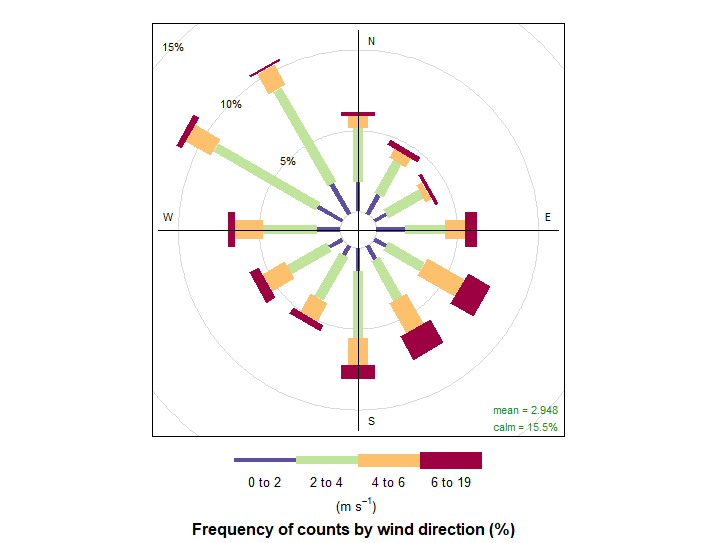 15%
N
10%
5%
W
E
S
mean = 2.948
calm = 15.5%
0 to 2 2 to 4 4 to 6 6 to 19
(m s⁻¹)
Frequency of counts by wind direction (%)